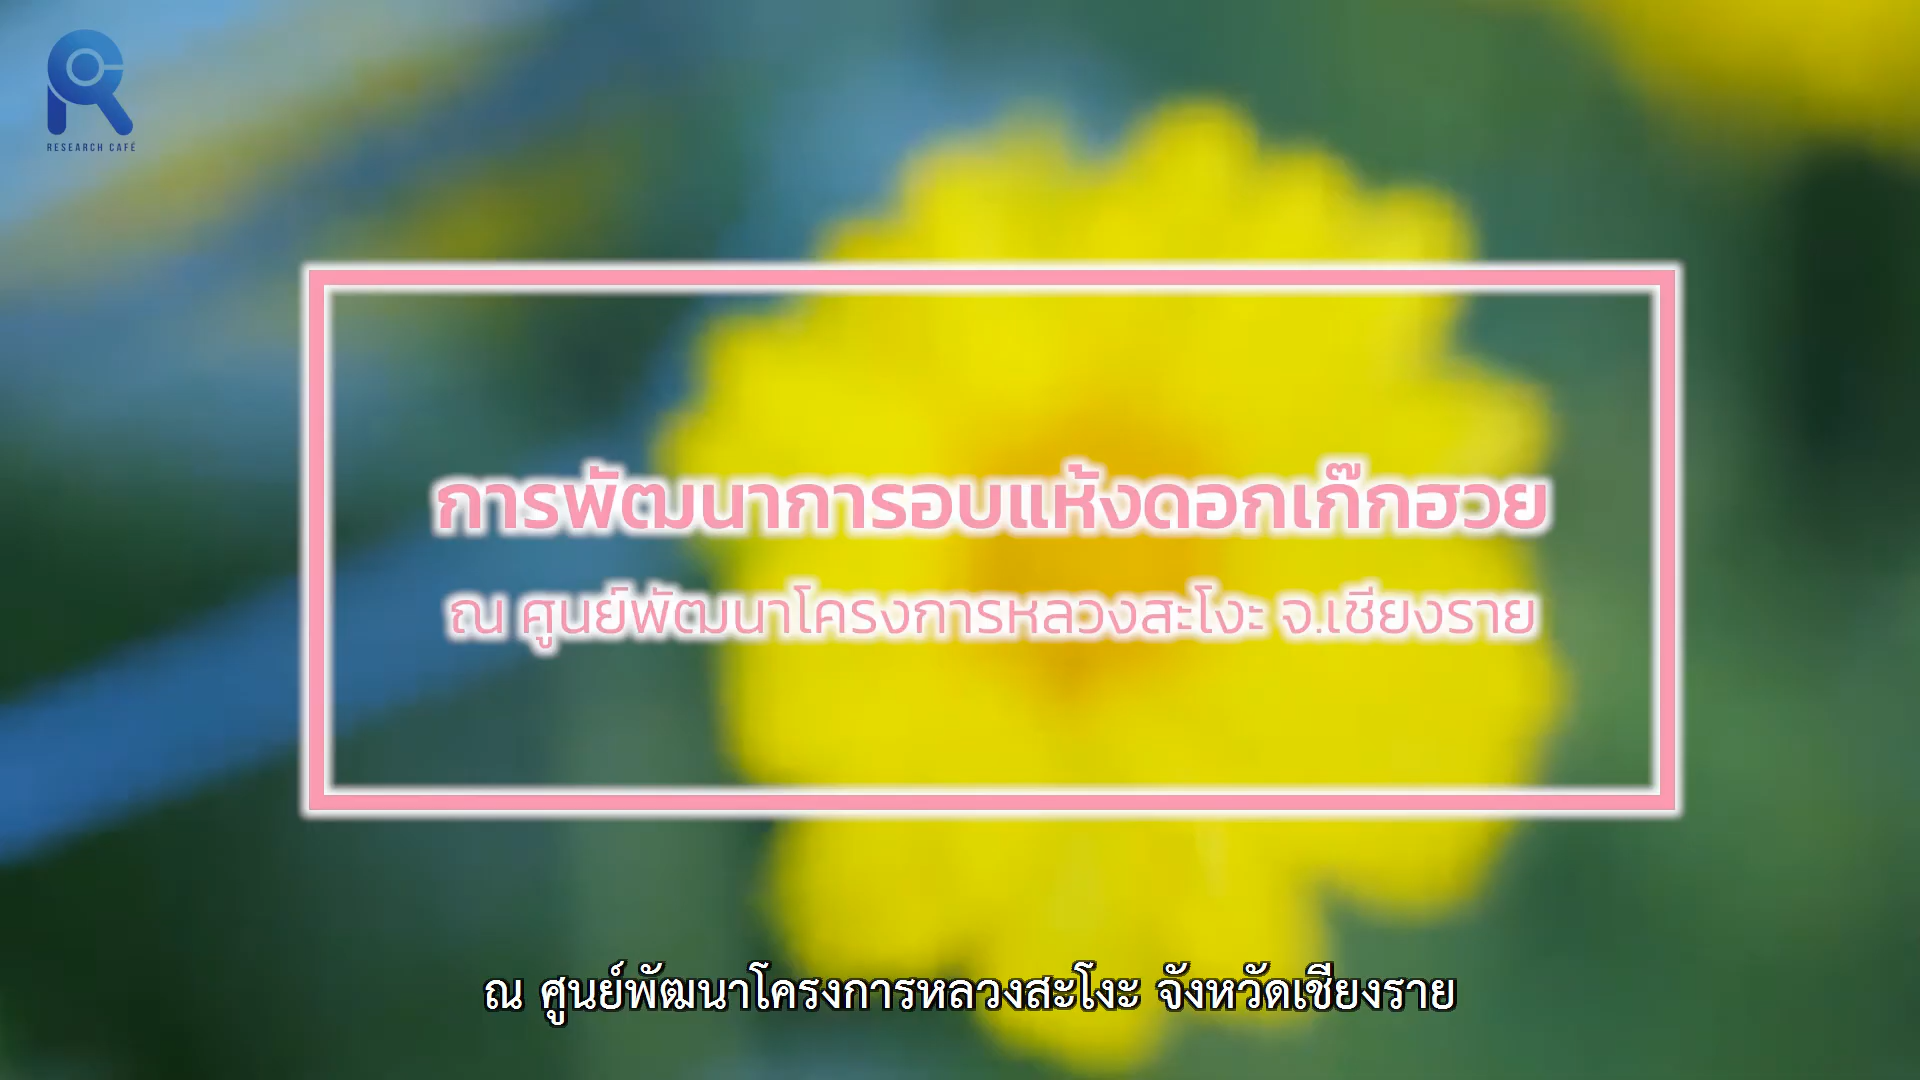 RESEARCH CAFÉ
การพัฒนาการอบแห้งดอกเก๊กฮวย
ณ ศูนย์พัฒนาโครงการหลวงสะโงะ จ.เชียงราย
ณ ศูนย์พัฒนาโครงการหลวงสะโงะ จังหวัดเชียงราย